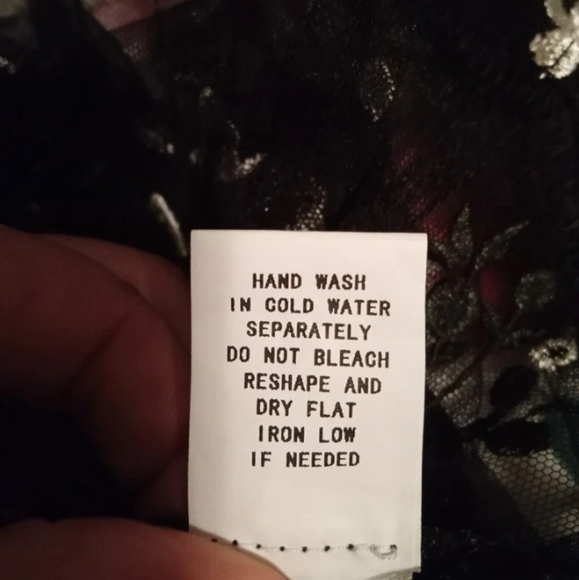 HAND WASH
IN COLD WATER
SEPARATELY
DO NOT BLEACH
RESHAPE AND
DRY FLAT
IRON LOW
IF NEEDED